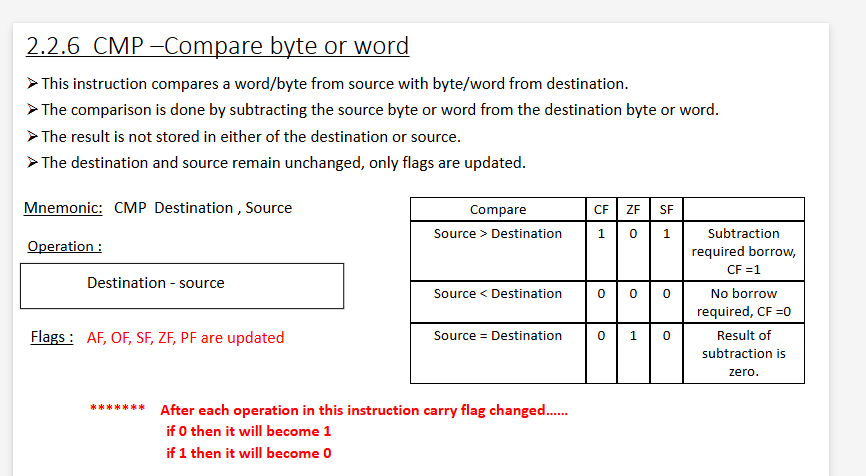 2.2.6 CMP –Compare byte or word
➢ This instruction compares a word/byte from source with byte/word from destination.
➢ The comparison is done by subtracting the source byte or word from the destination byte or word.
➢ The result is not stored in either of the destination or source.
➢ The destination and source remain unchanged, only flags are updated.
Mnemonic: CMP Destination , Source
Operation :
Destination - source
Flags : AF, OF, SF, ZF, PF are updated
Compare CF ZF SF
Source > Destination 1 0 1 Subtraction
required borrow,
CF =1
Source < Destination 0 0 0 No borrow
required, CF =0
Source = Destination 0 1 0 Result of
subtraction is
zero.
******* After each operation in this instruction carry flag changed......
if 0 then it will become 1
if 1 then it will become 0